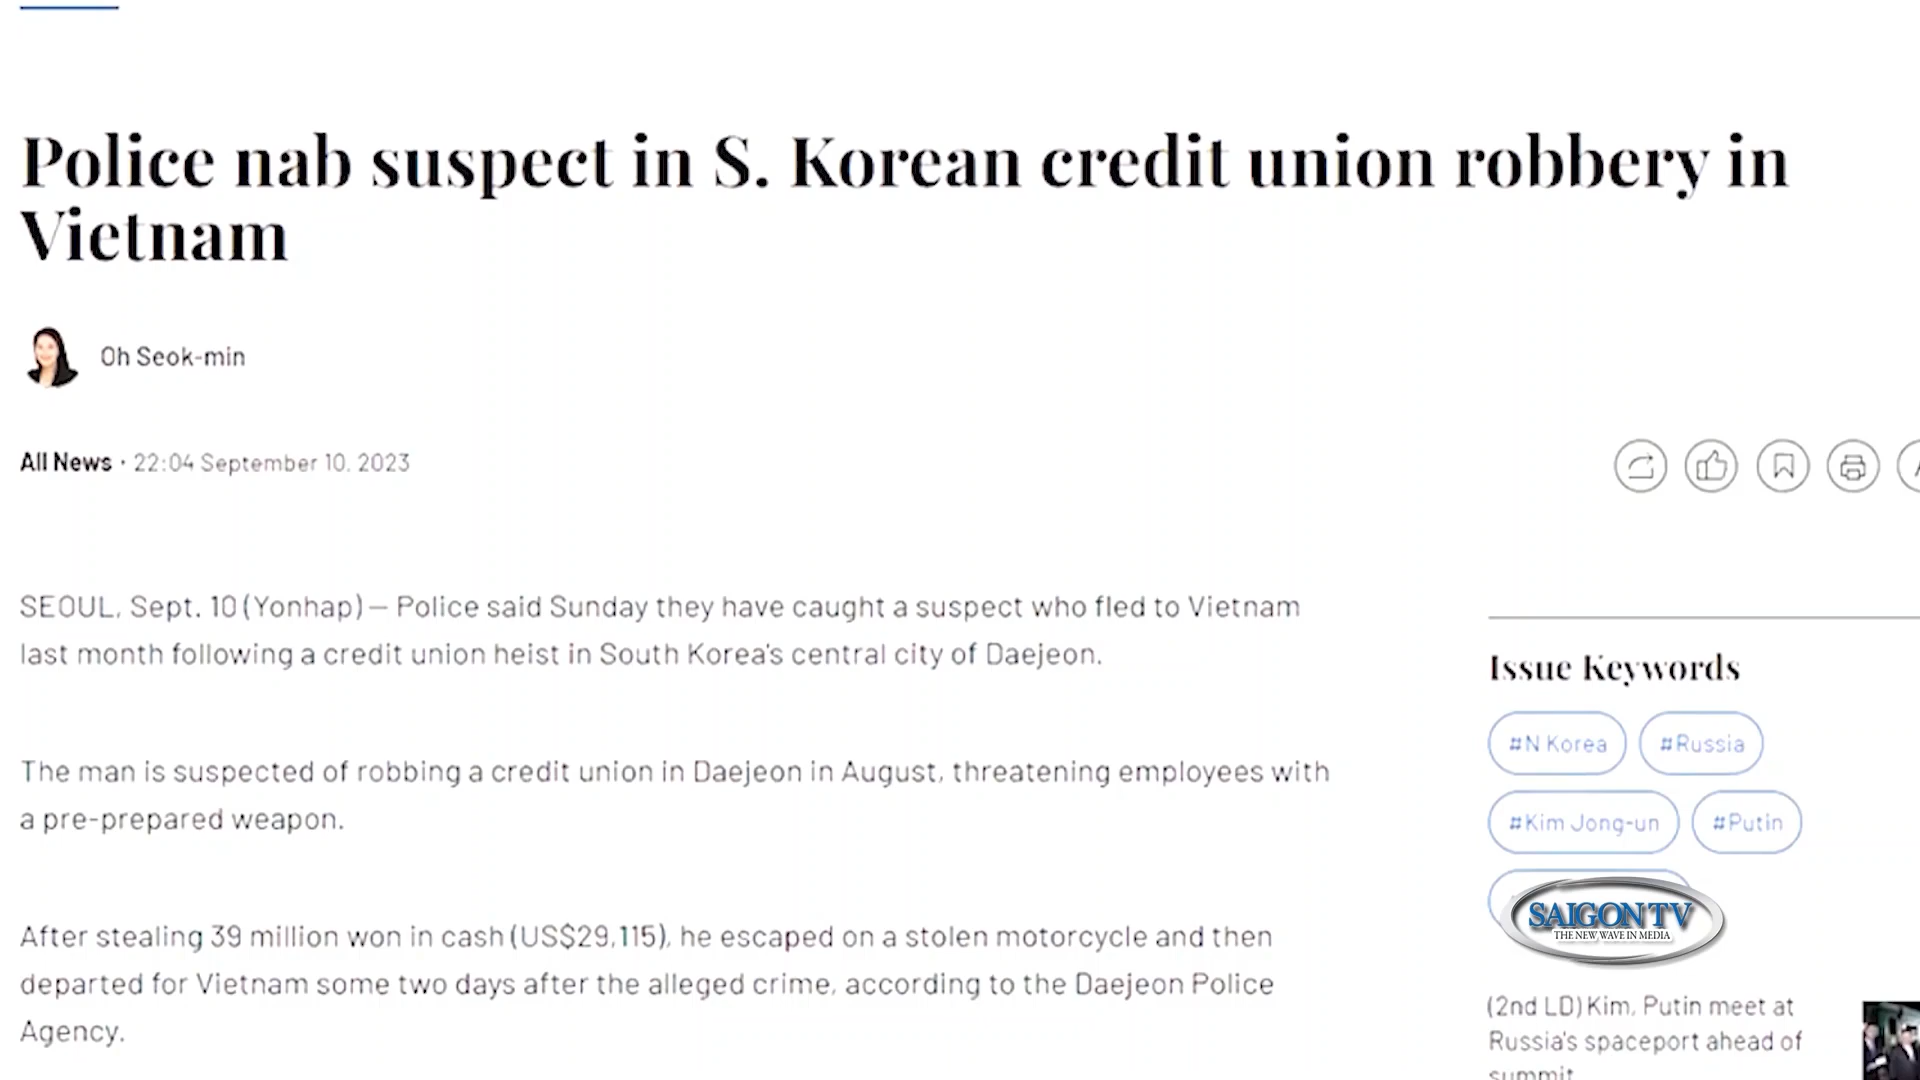 Police nab suspect in S. Korean credit union robbery in
Vietnam
Oh Seok-min
All News · 22:04 September 10, 2023
SEOUL, Sept. 10 (Yonhap) — Police said Sunday they have caught a suspect who fled to Vietnam
last month following a credit union heist in South Korea's central city of Daejeon.
The man is suspected of robbing a credit union in Daejeon in August, threatening employees with
a pre-prepared weapon.
After stealing 39 million won in cash (US$29,115), he escaped on a stolen motorcycle and then
departed for Vietnam some two days after the alleged crime, according to the Daejeon Police
Agency.
Issue Keywords
#N Korea #Russia
#Kim Jong-un #Putin
SAIGON TV
THE NEW WAVE IN MEDIA
(2nd LD) Kim, Putin meet at
Russia's spaceport ahead of
summit